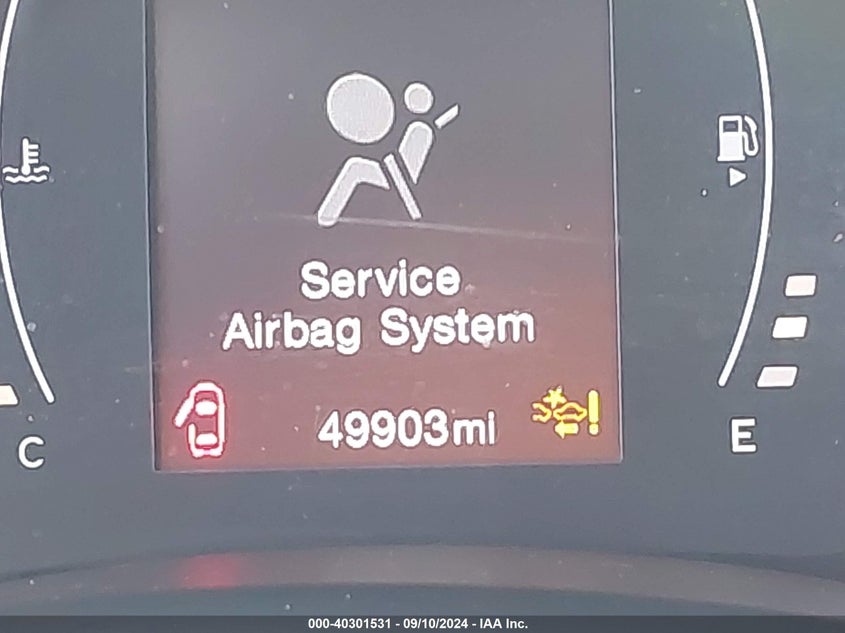 Service
Airbag System
49903mi
C
E
000-40301531 - 09/10/2024 - IAA Inc.